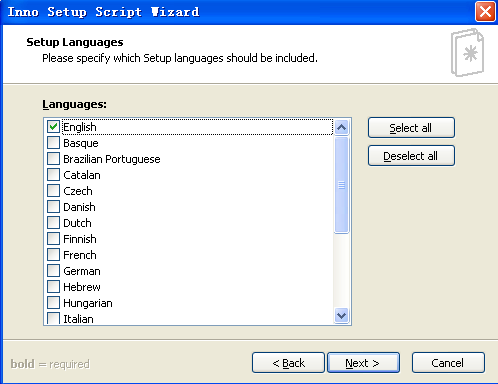 Inno Setup Script Wizard
Setup Languages
Please specify which Setup languages should be included.
Languages:
English
Basque
Brazilian Portuguese
Catalan
Czech
Danish
Dutch
Finnish
French
German
Hebrew
Hungarian
Italian
Select all
Deselect all
bold = required
< Back
Next >
Cancel